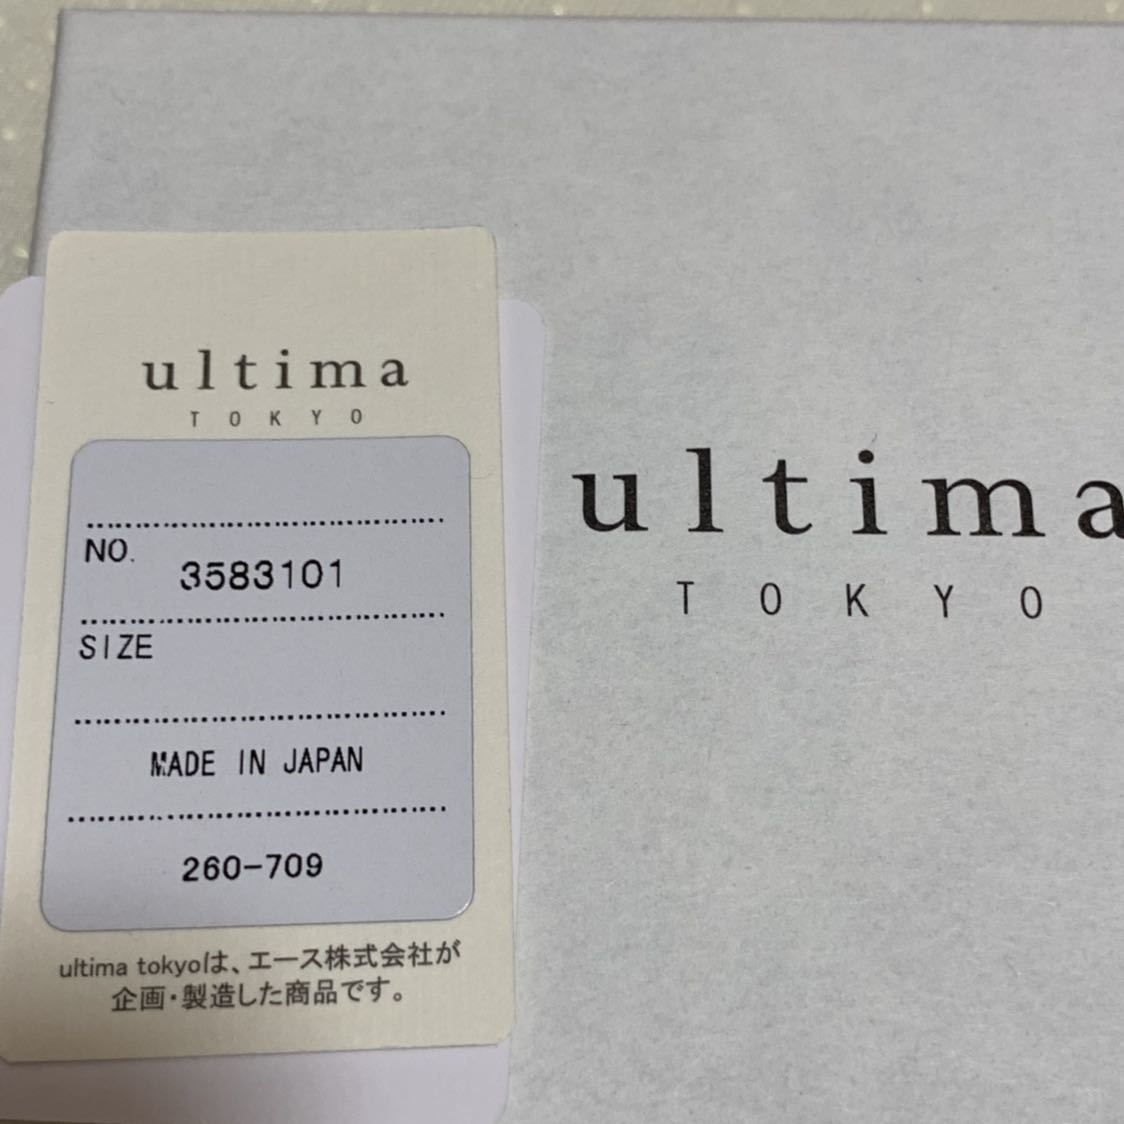 ultima
TOKYO
NO.
3583101
SIZE
MADE IN JAPAN
260-709
ultima tokyoは、エース株式会社が
企画・製造した商品です。
ultima
TOKYO